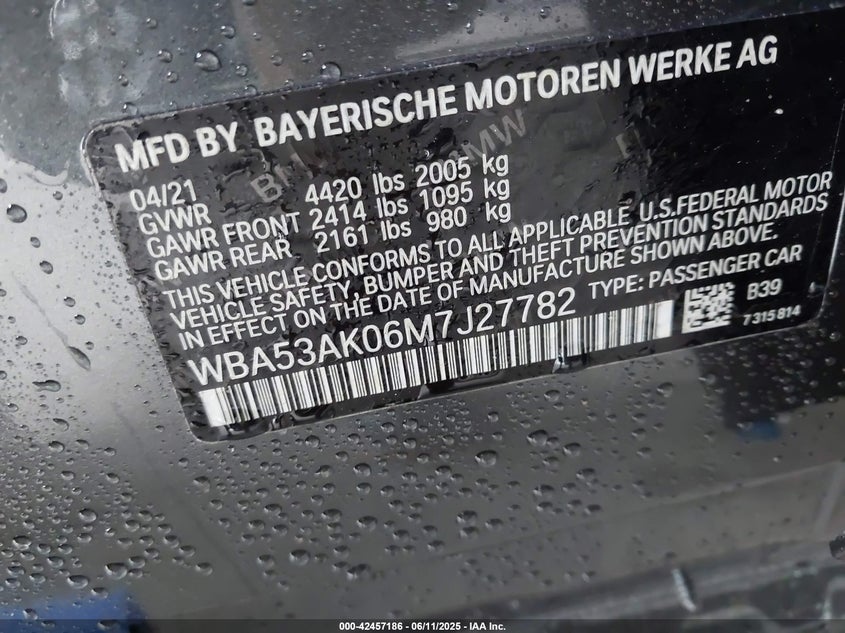 MFD BY BAYERISCHE MOTOREN WERKE AG
04/21
GVWR 4420 lbs 2005 kg
GAWR FRONT 2414 lbs 1095 kg
GAWR REAR 2161 lbs 980 kg
THIS VEHICLE CONFORMS TO ALL APPLICABLE U.S.FEDERAL MOTOR
VEHICLE SAFETY, BUMPER AND THEFT PREVENTION STANDARDS
IN EFFECT ON THE DATE OF MANUFACTURE SHOWN ABOVE.
WBA53AK06M7J27782 TYPE: PASSENGER CAR
B39
7 315 814
000-42457186 - 06/11/2025 - IAA Inc.